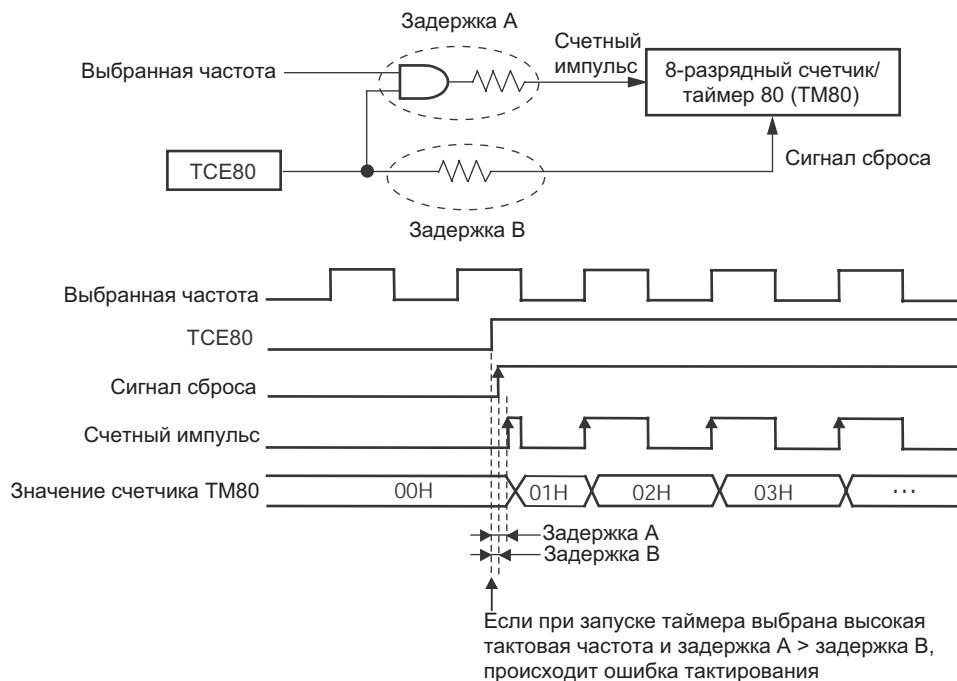 Задержка A
Выбранная частота
Счетный
импульс
8-разрядный счетчик/
таймер 80 (TM80)
TCE80
Сигнал сброса
Задержка B
Выбранная частота
TCE80
Сигнал сброса
Счетный импульс
Значение счетчика TM80
00H
01H
02H
03H
...
Задержка A
Задержка B
Если при запуске таймера выбрана высокая
тактовая частота и задержка A > задержка B,
происходит ошибка тактирования